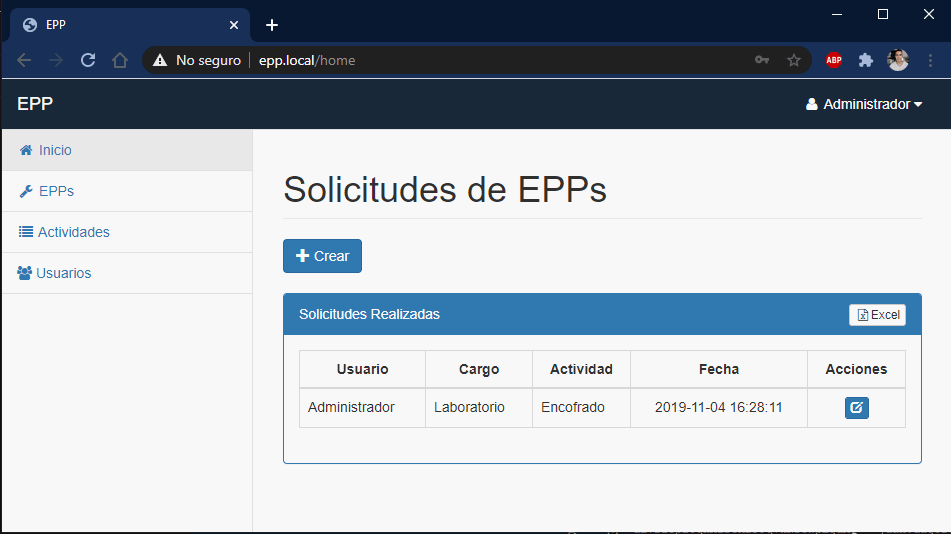 EPP
No seguro epp.local/home
ABP
EPP
Administrador
Inicio
EPPs
Actividades
Usuarios
Solicitudes de EPPs
Crear
Solicitudes Realizadas
Excel
Usuario Cargo Actividad Fecha Acciones
Administrador Laboratorio Encofrado 2019-11-04 16:28:11